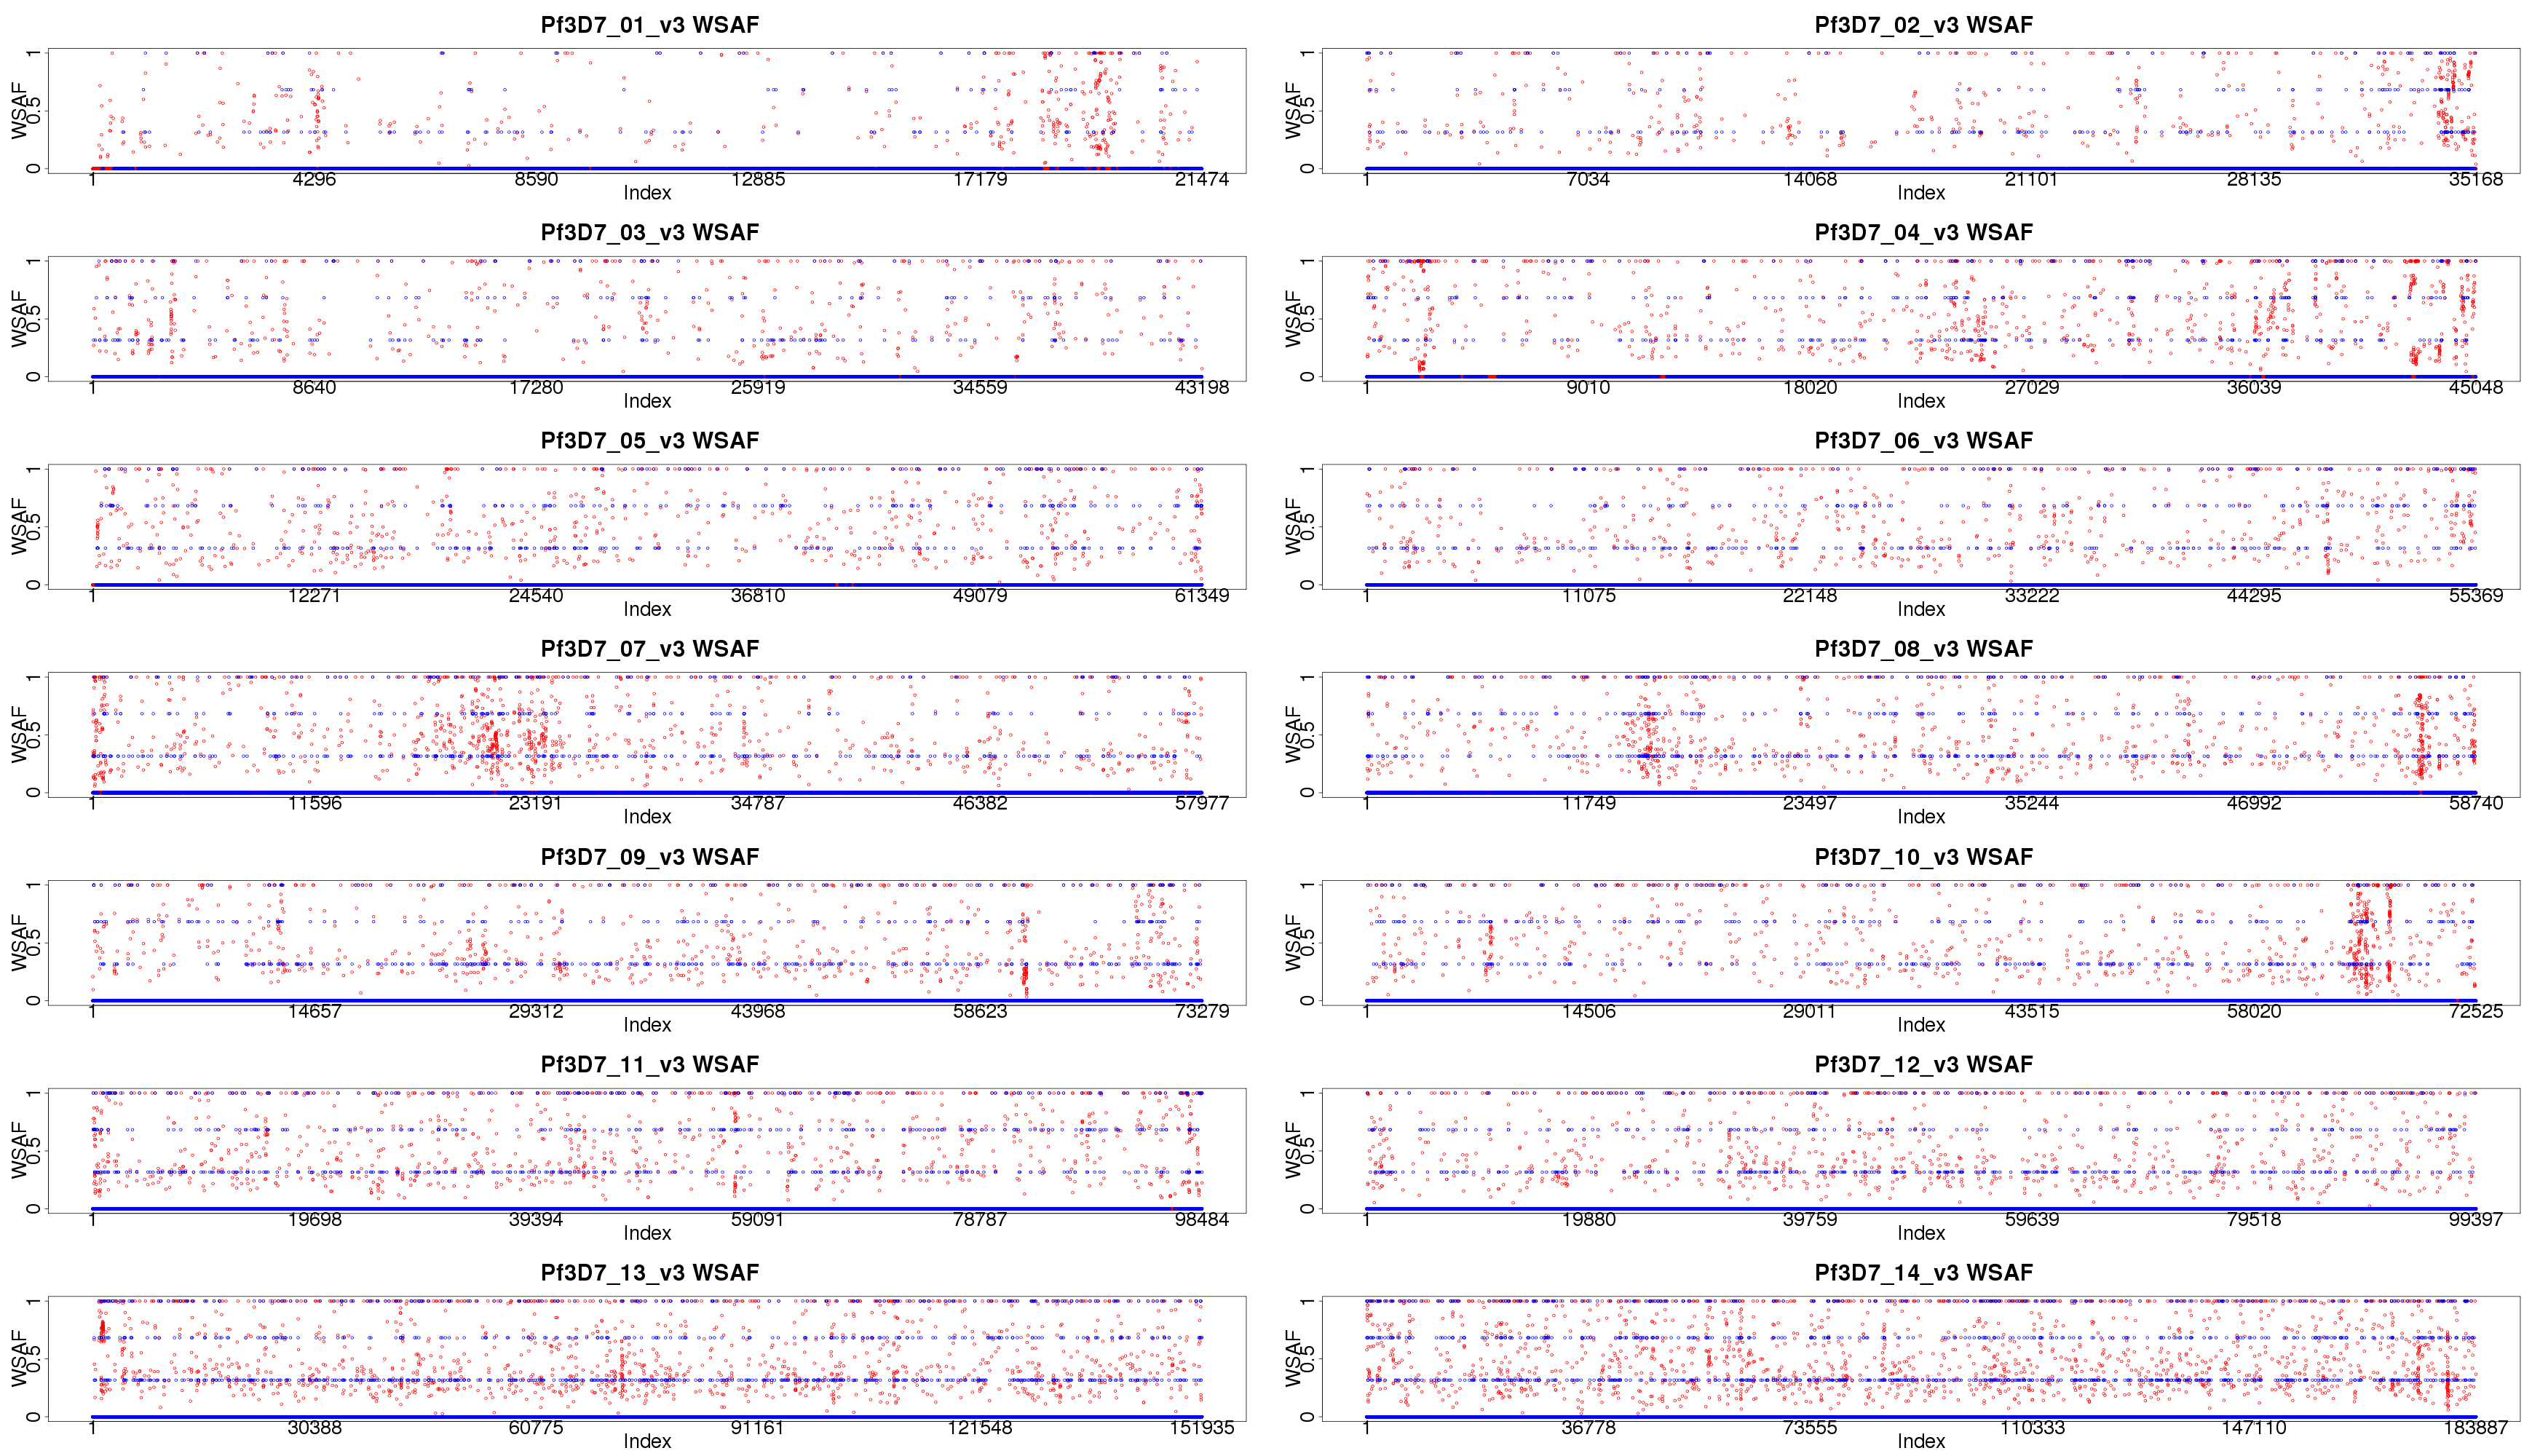 Pf3D7_01_v3 WSAF
WSAF
0 0.5 1
1 4296 8590 12885 17179 21474
Index
Pf3D7_02_v3 WSAF
WSAF
0 0.5 1
1 7034 14068 21101 28135 35168
Index
Pf3D7_03_v3 WSAF
WSAF
0 0.5 1
1 8640 17280 25919 34559 43198
Index
Pf3D7_04_v3 WSAF
WSAF
0 0.5 1
1 9010 18020 27029 36039 45048
Index
Pf3D7_05_v3 WSAF
WSAF
0 0.5 1
1 12271 24540 36810 49079 61349
Index
Pf3D7_06_v3 WSAF
WSAF
0 0.5 1
1 11075 22148 33222 44295 55369
Index
Pf3D7_07_v3 WSAF
WSAF
0 0.5 1
1 11596 23191 34787 46382 57977
Index
Pf3D7_08_v3 WSAF
WSAF
0 0.5 1
1 11749 23497 35244 46992 58740
Index
Pf3D7_09_v3 WSAF
WSAF
0 0.5 1
1 14657 29312 43968 58623 73279
Index
Pf3D7_10_v3 WSAF
WSAF
0 0.5 1
1 14506 29011 43515 58020 72525
Index
Pf3D7_11_v3 WSAF
WSAF
0 0.5 1
1 19698 39394 59091 78787 98484
Index
Pf3D7_12_v3 WSAF
WSAF
0 0.5 1
1 19880 39759 59639 79518 99397
Index
Pf3D7_13_v3 WSAF
WSAF
0 0.5 1
1 30388 60775 91161 121548 151935
Index
Pf3D7_14_v3 WSAF
WSAF
0 0.5 1
1 36778 73555 110333 147110 183887
Index